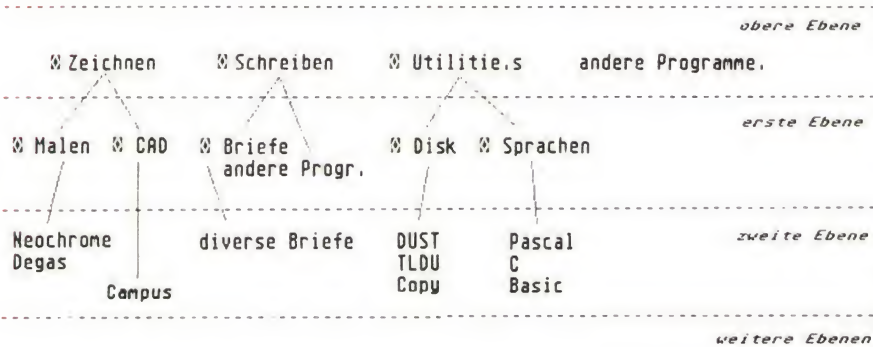 obere Ebene
Zeichnen Schreiben Utilitie.s andere Programme.
erste Ebene
Malen CAD Briefe Disk Sprachen
andere Progr.
Neochrome diverse Briefe DUST Pascal zweite Ebene
Degas TLDU C
Campus Copy Basic
weitere Ebenen